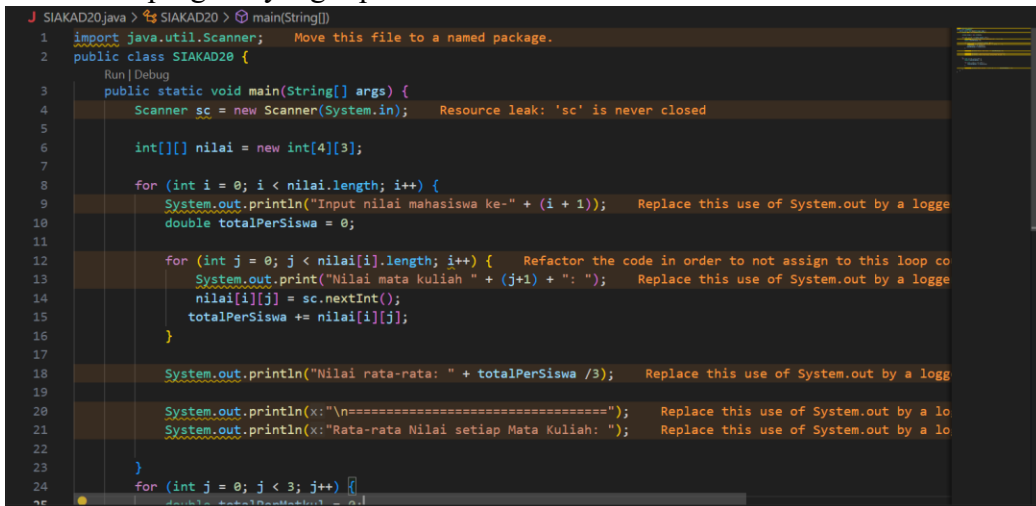 SIAKAD20.java > SIAKAD20 > main(String[])
1 import java.util.Scanner; Move this file to a named package.
2 public class SIAKAD20 {
Run | Debug
3 public static void main(String[] args) {
4 Scanner sc = new Scanner(System.in); Resource leak: 'sc' is never closed
5
6 int[][] nilai = new int[4][3];
7
8 for (int i = 0; i < nilai.length; i++) {
9 System.out.println("Input nilai mahasiswa ke-" + (i + 1)); Replace this use of System.out by a logge
10 double totalPerSiswa = 0;
11
12 for (int j = 0; j < nilai[i].length; i++) { Refactor the code in order to not assign to this loop co
13 System.out.print("Nilai mata kuliah " + (j+1) + ": "); Replace this use of System.out by a logge
14 nilai[i][j] = sc.nextInt();
15 totalPerSiswa += nilai[i][j];
16 }
17
18 System.out.println("Nilai rata-rata: " + totalPerSiswa /3); Replace this use of System.out by a logg
19
20 System.out.println(x:"\n=================================="); Replace this use of System.out by a lo
21 System.out.println(x:"Rata-rata Nilai setiap Mata Kuliah: "); Replace this use of System.out by a lo
22
23 }
24 for (int j = 0; j < 3; j++) {